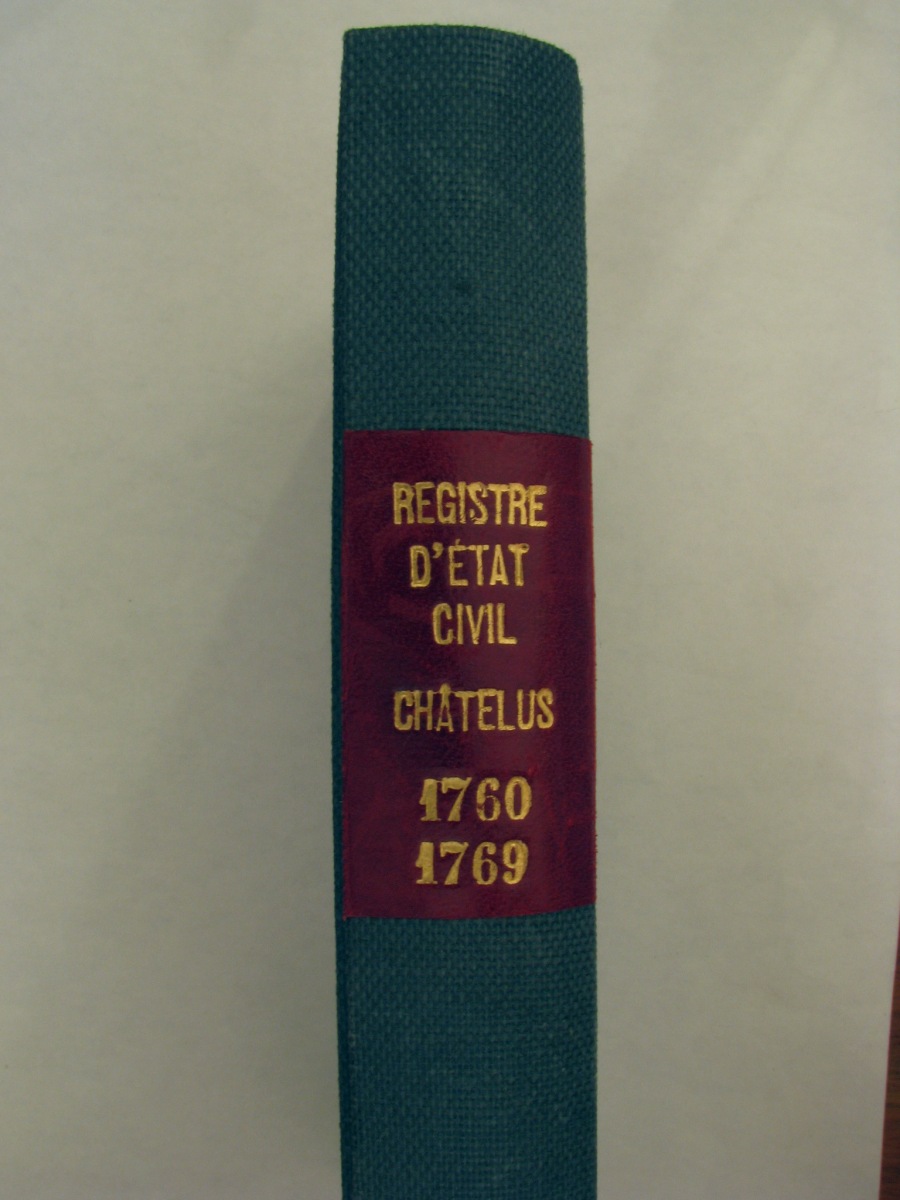 REGISTRE
D'ÉTAT
CIVIL
CHÂTELUS
1760
1769